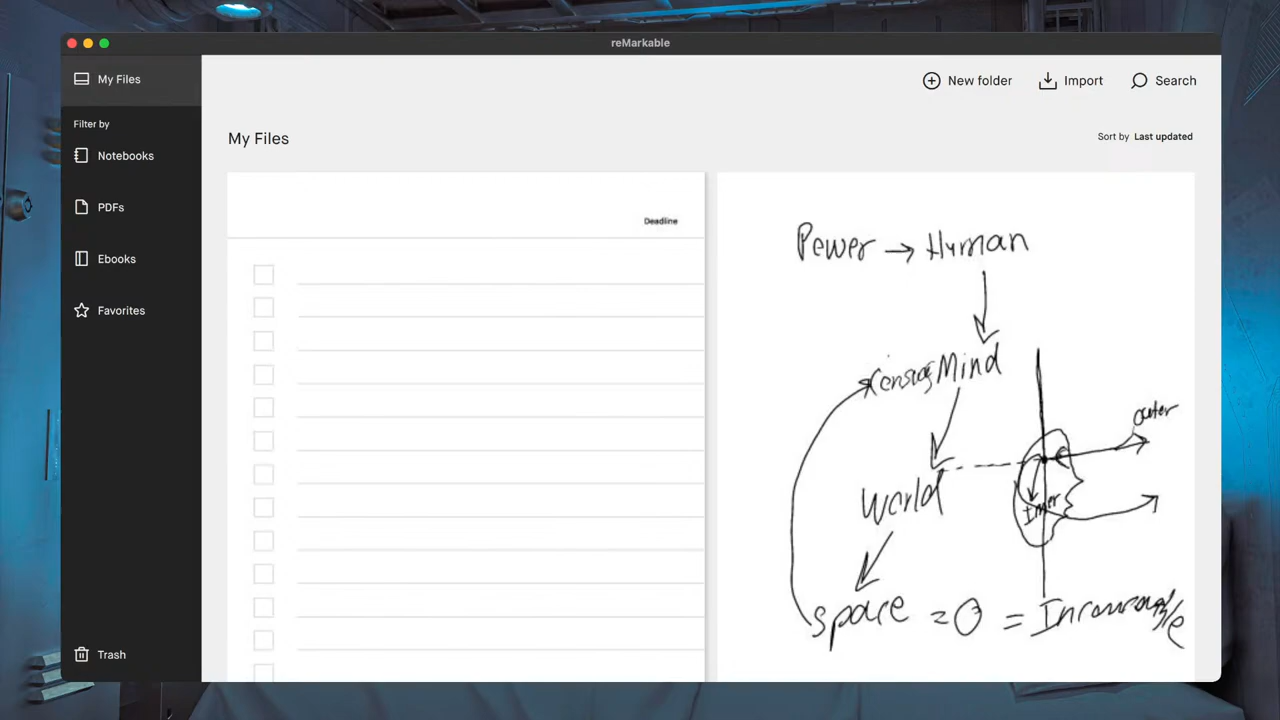 reMarkable
My Files
New folder
Import
Search
Filter by
My Files
Sort by Last updated
Notebooks
PDFs
Ebooks
Favorites
Trash
Deadline
Power → Human
Mind
outer
World
Inner
space = 0 =